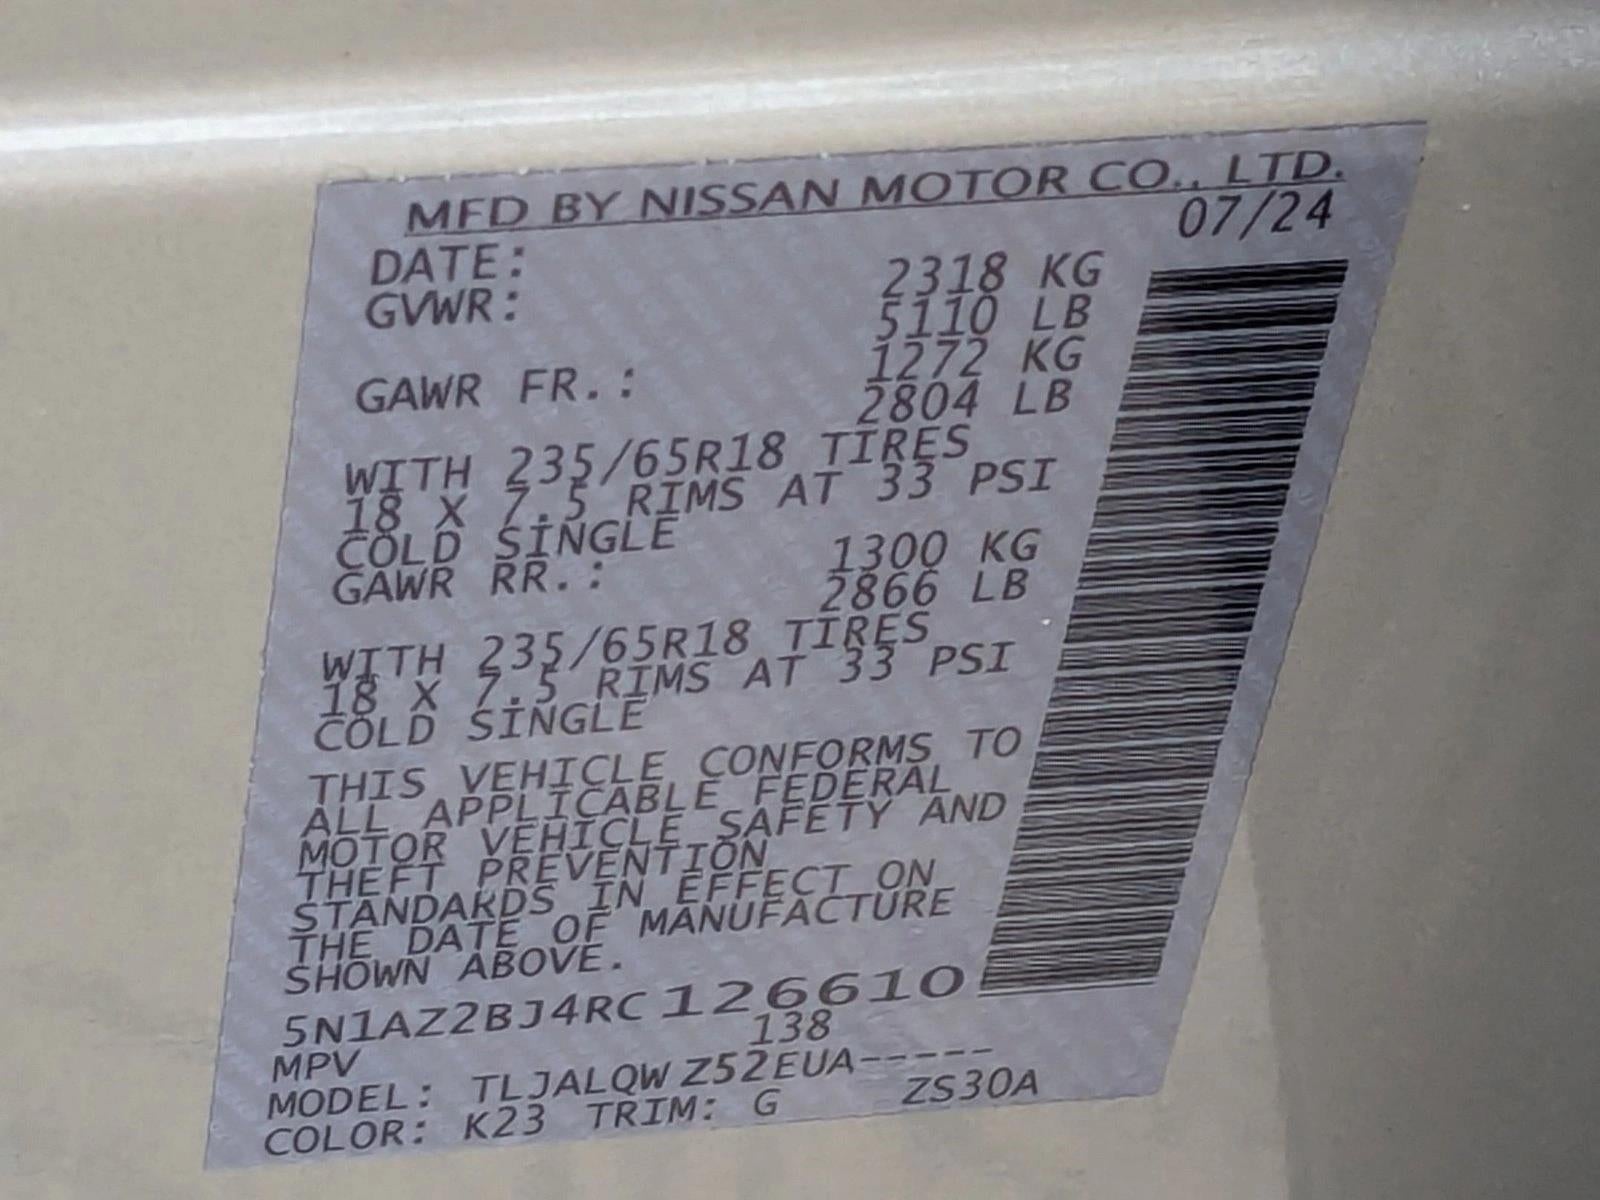 MFD BY NISSAN MOTOR CO., LTD.
DATE: 07/24
GVWR: 2318 KG
5110 LB
GAWR FR.: 1272 KG
2804 LB
WITH 235/65R18 TIRES
18 X 7.5 RIMS AT 33 PSI
COLD SINGLE
GAWR RR.: 1300 KG
2866 LB
WITH 235/65R18 TIRES
18 X 7.5 RIMS AT 33 PSI
COLD SINGLE
THIS VEHICLE CONFORMS TO
ALL APPLICABLE FEDERAL
MOTOR VEHICLE SAFETY AND
THEFT PREVENTION
STANDARDS IN EFFECT ON
THE DATE OF MANUFACTURE
SHOWN ABOVE.
5N1AZ2BJ4RC126610
MPV 138
MODEL: TLJALQW Z52EUA-----
COLOR: K23 TRIM: G ZS30A